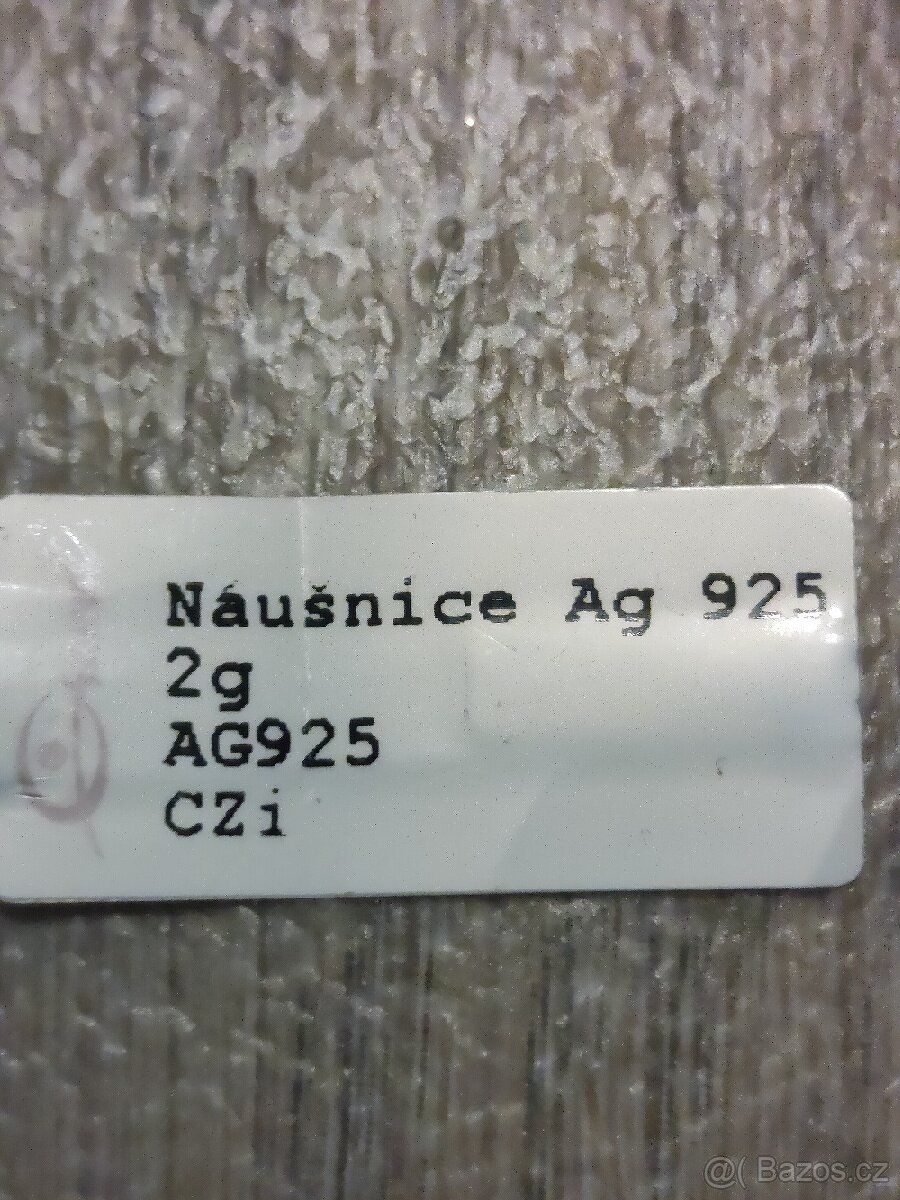 Náušnice Ag 925
2g
AG925
CZi
@( Bazos.cz